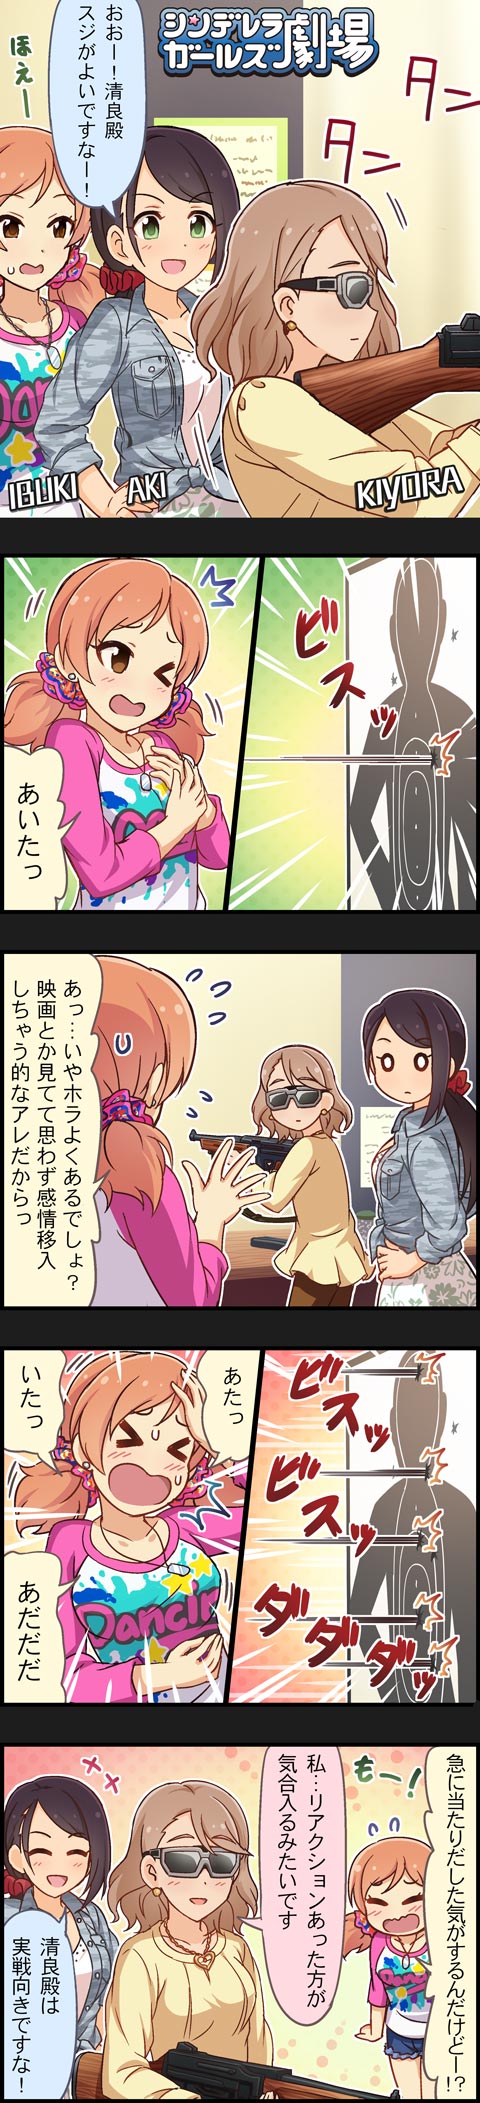 シンデレラ
ガールズ劇場
タン
タン
おおー！清良殿
スジがよいですなー！
ほえー
IBUKI
AKI
KIYORA
ビスッ
あいたっ
あっ…いやホラよくあるでしょ？
映画とか見てて思わず感情移入
しちゃう的なアレだからっ
ビスッ
ビスッ
ダダダッ
あたっ
いたっ
あだだだ
急に当たりだした気がするんだけどー！？
もー！
私…リアクションあった方が
気合入るみたいです
清良殿は
実戦向きですな！